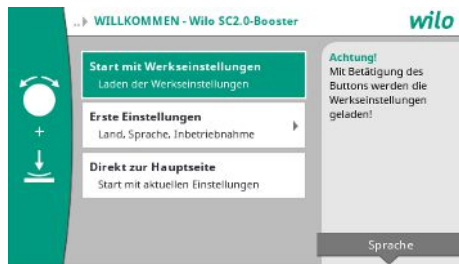 ..▶ WILLKOMMEN - Wilo SC2.0-Booster
wilo
+
Start mit Werkseinstellungen
Laden der Werkseinstellungen
Erste Einstellungen
Land, Sprache, Inbetriebnahme
Direkt zur Hauptseite
Start mit aktuellen Einstellungen
Achtung!
Mit Betätigung des
Buttons werden die
Werkseinstellungen
geladen!
Sprache